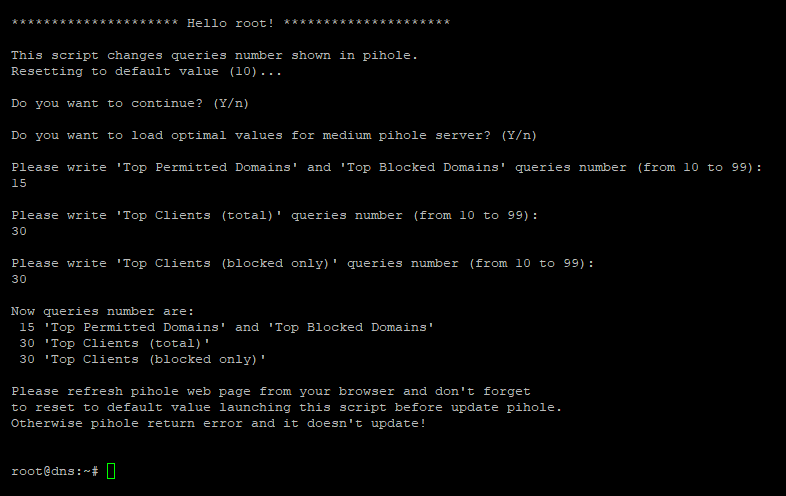 ********************* Hello root! *********************
This script changes queries number shown in pihole.
Resetting to default value (10)...
Do you want to continue? (Y/n)
Do you want to load optimal values for medium pihole server? (Y/n)
Please write 'Top Permitted Domains' and 'Top Blocked Domains' queries number (from 10 to 99):
15
Please write 'Top Clients (total)' queries number (from 10 to 99):
30
Please write 'Top Clients (blocked only)' queries number (from 10 to 99):
30
Now queries number are:
15 'Top Permitted Domains' and 'Top Blocked Domains'
30 'Top Clients (total)'
30 'Top Clients (blocked only)'
Please refresh pihole web page from your browser and don't forget
to reset to default value launching this script before update pihole.
Otherwise pihole return error and it doesn't update!
root@dns:~#